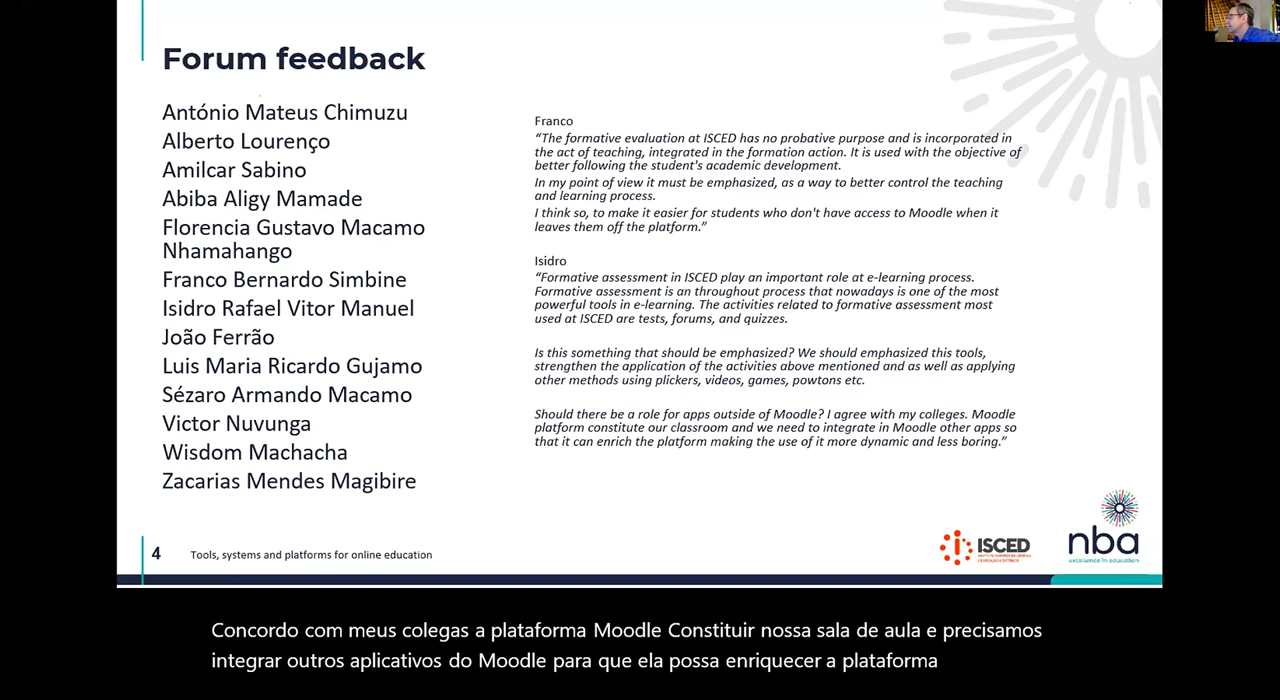 Forum feedback
António Mateus Chimuzu
Alberto Lourenço
Amilcar Sabino
Abiba Aligy Mamade
Florencia Gustavo Macamo
Nhamahango
Franco Bernardo Simbine
Isidro Rafael Vitor Manuel
João Ferrão
Luis Maria Ricardo Gujamo
Sézaro Armando Macamo
Victor Nuvunga
Wisdom Machacha
Zacarias Mendes Magibire
Franco
“The formative evaluation at ISCED has no probative purpose and is incorporated in
the act of teaching, integrated in the formation action. It is used with the objective of
better following the student's academic development.
In my point of view it must be emphasized, as a way to better control the teaching
and learning process.
I think so, to make it easier for students who don't have access to Moodle when it
leaves them off the platform.”
Isidro
“Formative assessment in ISCED play an important role at e-learning process.
Formative assessment is an throughout process that nowadays is one of the most
powerful tools in e-learning. The activities related to formative assessment most
used at ISCED are tests, forums, and quizzes.
Is this something that should be emphasized? We should emphasized this tools,
strengthen the application of the activities above mentioned and as well as applying
other methods using plickers, videos, games, powtons etc.
Should there be a role for apps outside of Moodle? I agree with my colleges. Moodle
platform constitute our classroom and we need to integrate in Moodle other apps so
that it can enrich the platform making the use of it more dynamic and less boring.”
4 Tools, systems and platforms for online education
ISCED
nba
excellence in education
Concordo com meus colegas a plataforma Moodle Constituir nossa sala de aula e precisamos
integrar outros aplicativos do Moodle para que ela possa enriquecer a plataforma